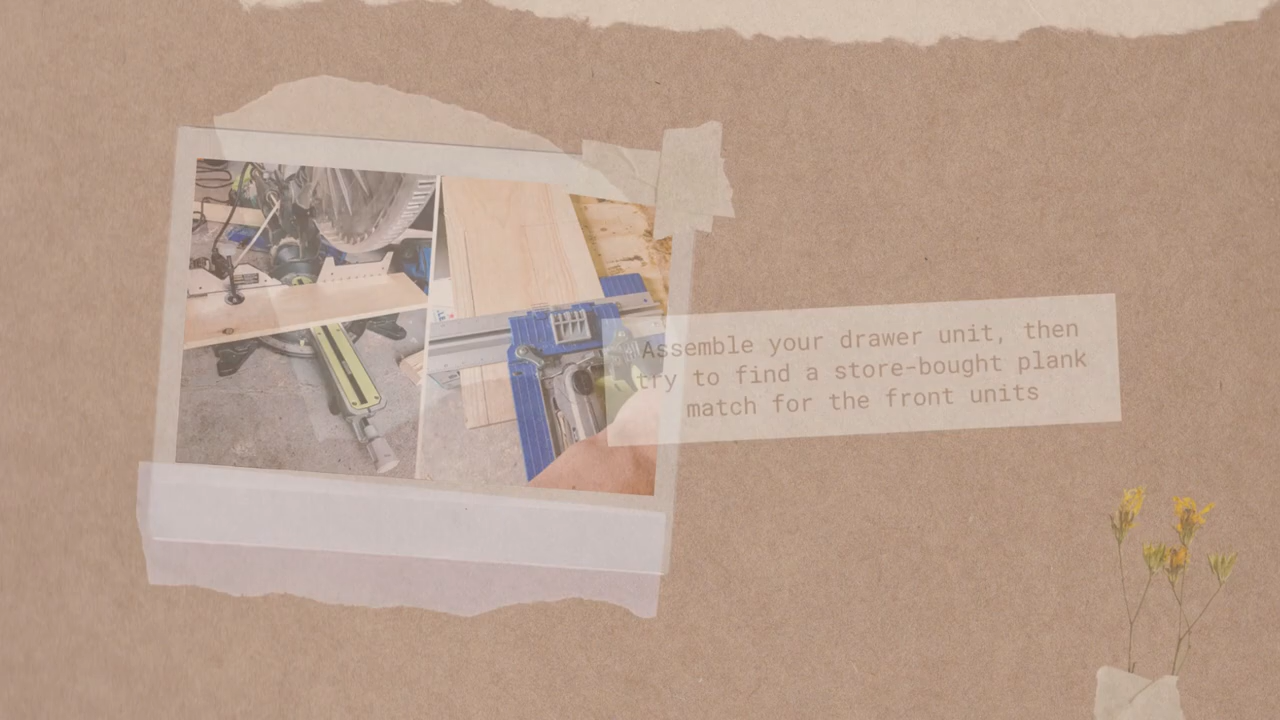 Assemble your drawer unit, then
try to find a store-bought plank
match for the front units